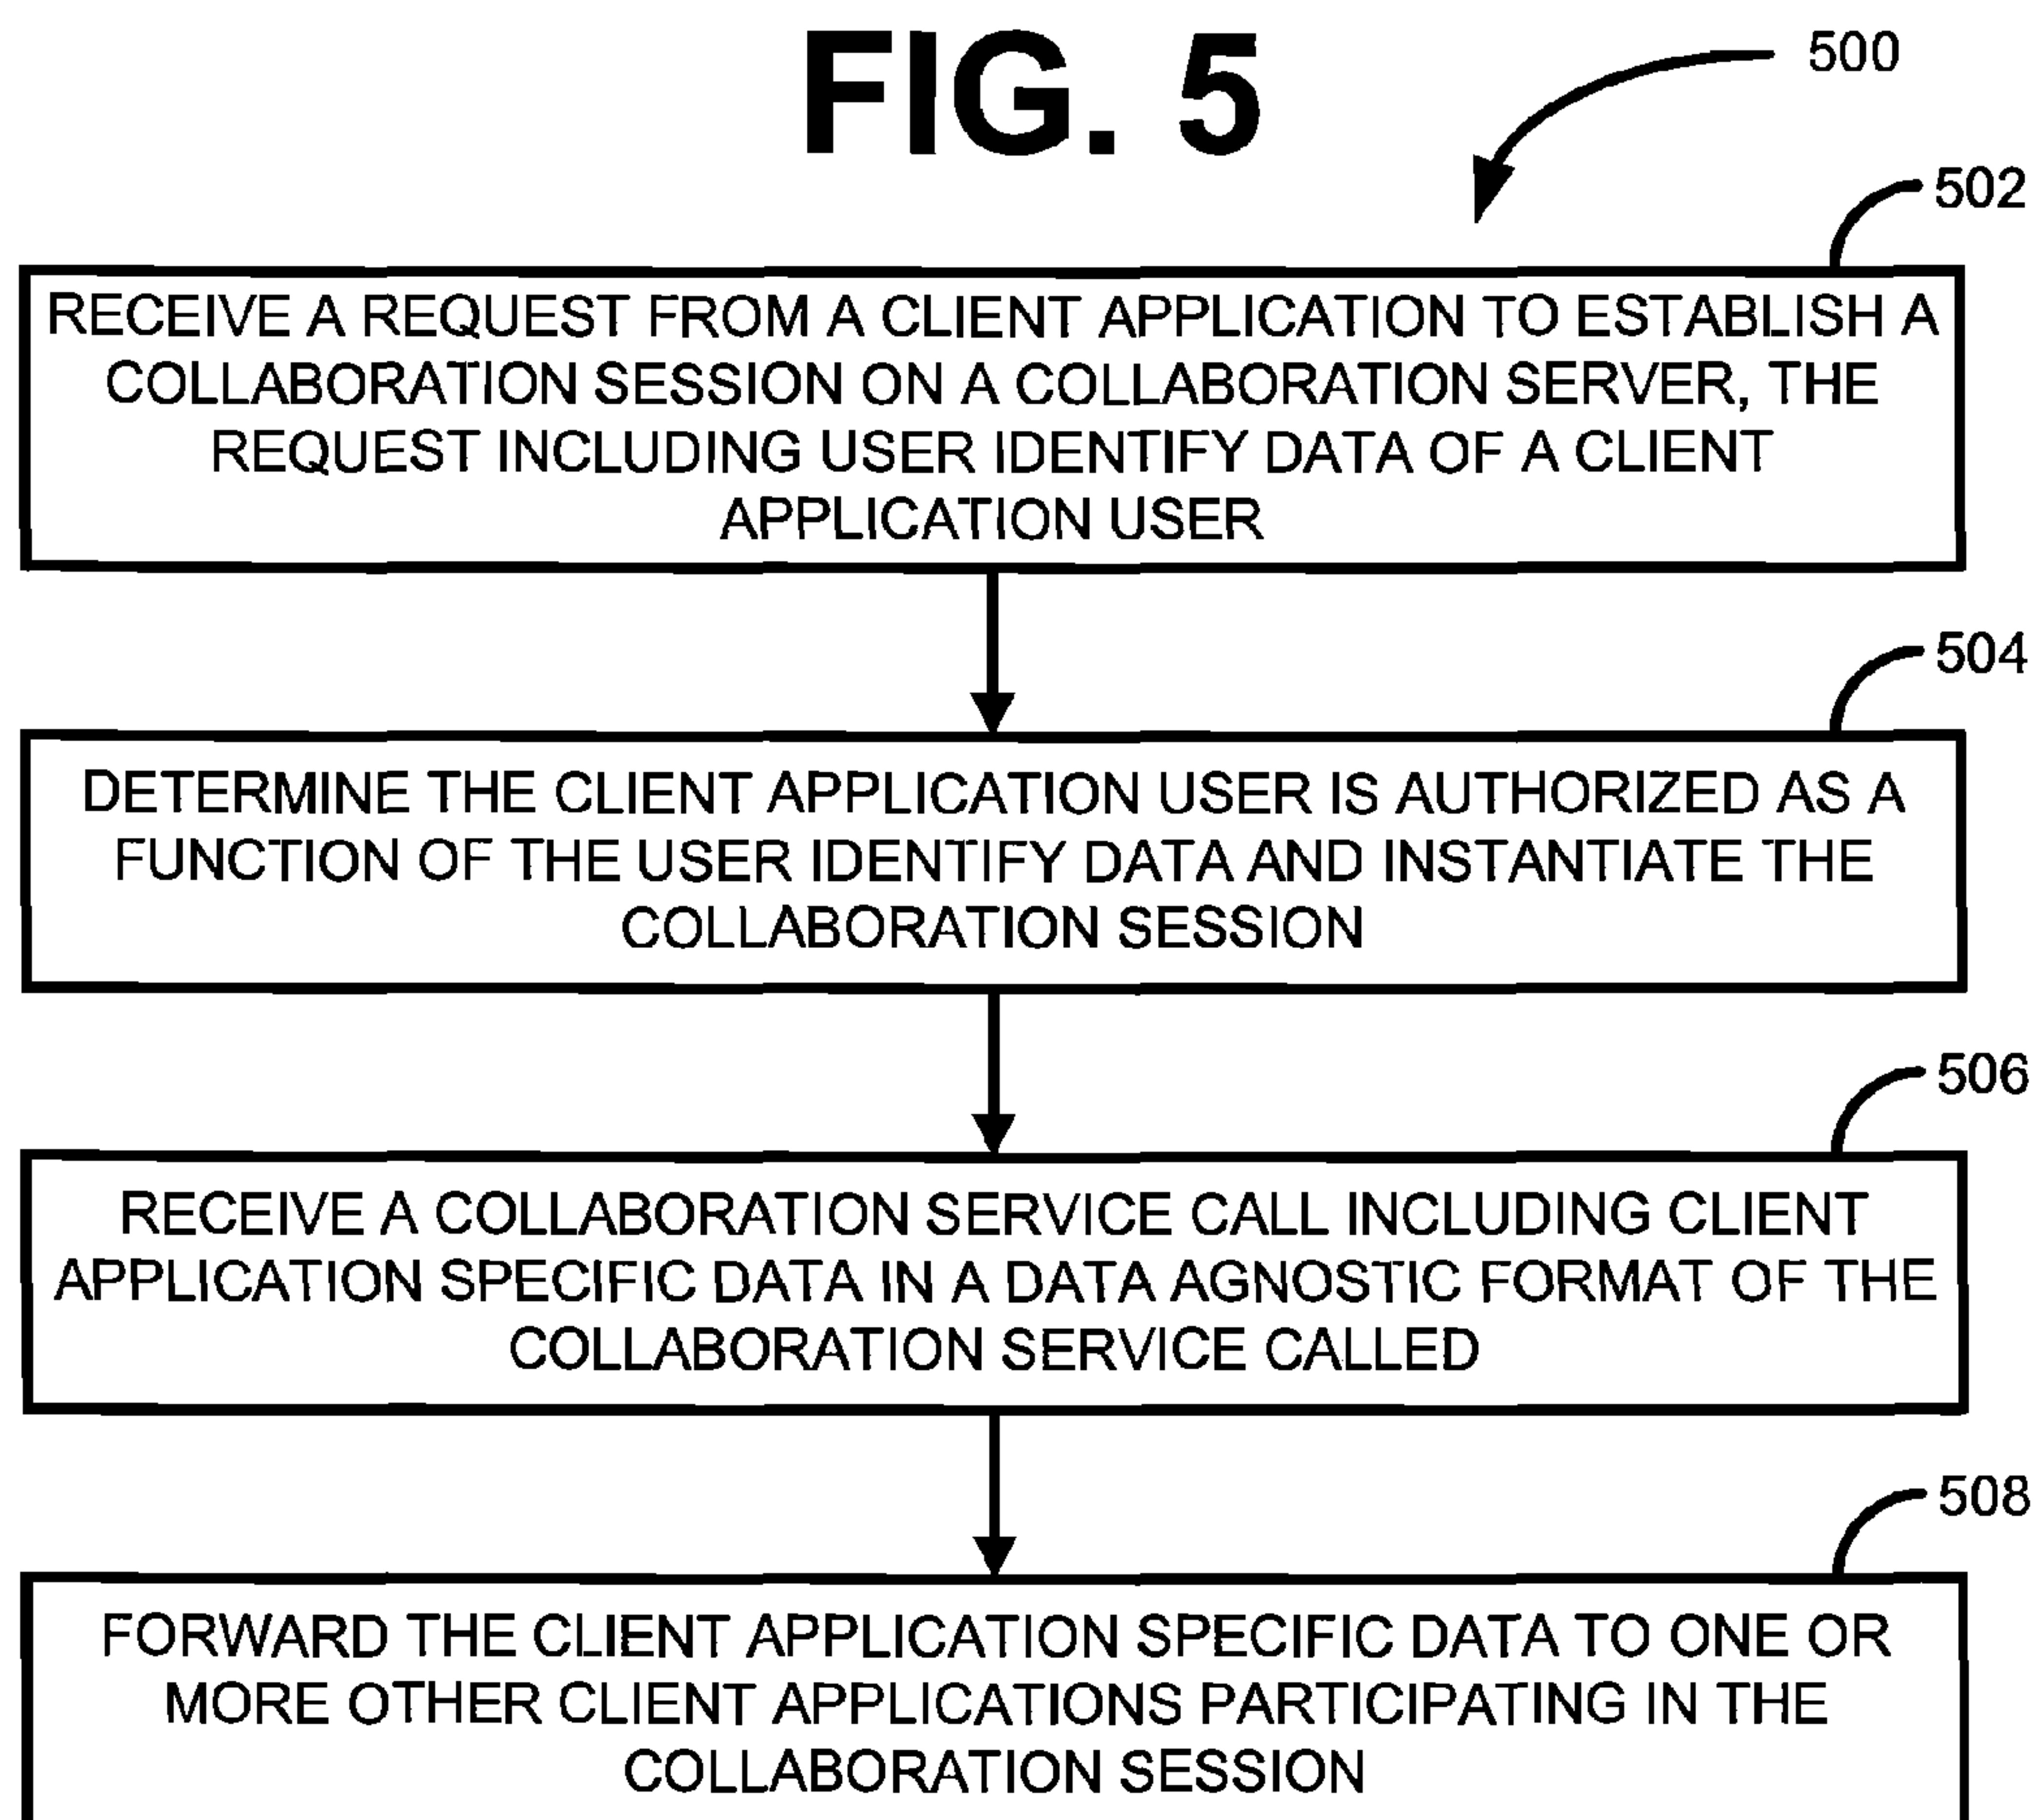 FIG. 5
500
502
RECEIVE A REQUEST FROM A CLIENT APPLICATION TO ESTABLISH A
COLLABORATION SESSION ON A COLLABORATION SERVER, THE
REQUEST INCLUDING USER IDENTIFY DATA OF A CLIENT
APPLICATION USER
504
DETERMINE THE CLIENT APPLICATION USER IS AUTHORIZED AS A
FUNCTION OF THE USER IDENTIFY DATA AND INSTANTIATE THE
COLLABORATION SESSION
506
RECEIVE A COLLABORATION SERVICE CALL INCLUDING CLIENT
APPLICATION SPECIFIC DATA IN A DATA AGNOSTIC FORMAT OF THE
COLLABORATION SERVICE CALLED
508
FORWARD THE CLIENT APPLICATION SPECIFIC DATA TO ONE OR
MORE OTHER CLIENT APPLICATIONS PARTICIPATING IN THE
COLLABORATION SESSION